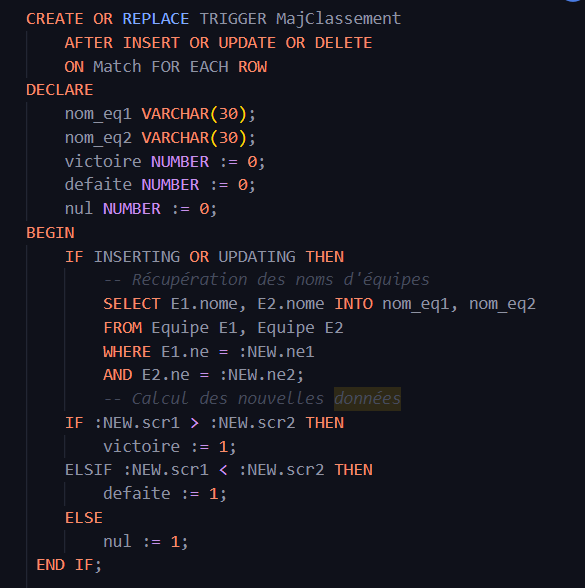 CREATE OR REPLACE TRIGGER MajClassement
AFTER INSERT OR UPDATE OR DELETE
ON Match FOR EACH ROW
DECLARE
nom_eq1 VARCHAR(30);
nom_eq2 VARCHAR(30);
victoire NUMBER := 0;
defaite NUMBER := 0;
nul NUMBER := 0;
BEGIN
IF INSERTING OR UPDATING THEN
-- Récupération des noms d'équipes
SELECT E1.nome, E2.nome INTO nom_eq1, nom_eq2
FROM Equipe E1, Equipe E2
WHERE E1.ne = :NEW.ne1
AND E2.ne = :NEW.ne2;
-- Calcul des nouvelles données
IF :NEW.scr1 > :NEW.scr2 THEN
victoire := 1;
ELSIF :NEW.scr1 < :NEW.scr2 THEN
defaite := 1;
ELSE
nul := 1;
END IF;